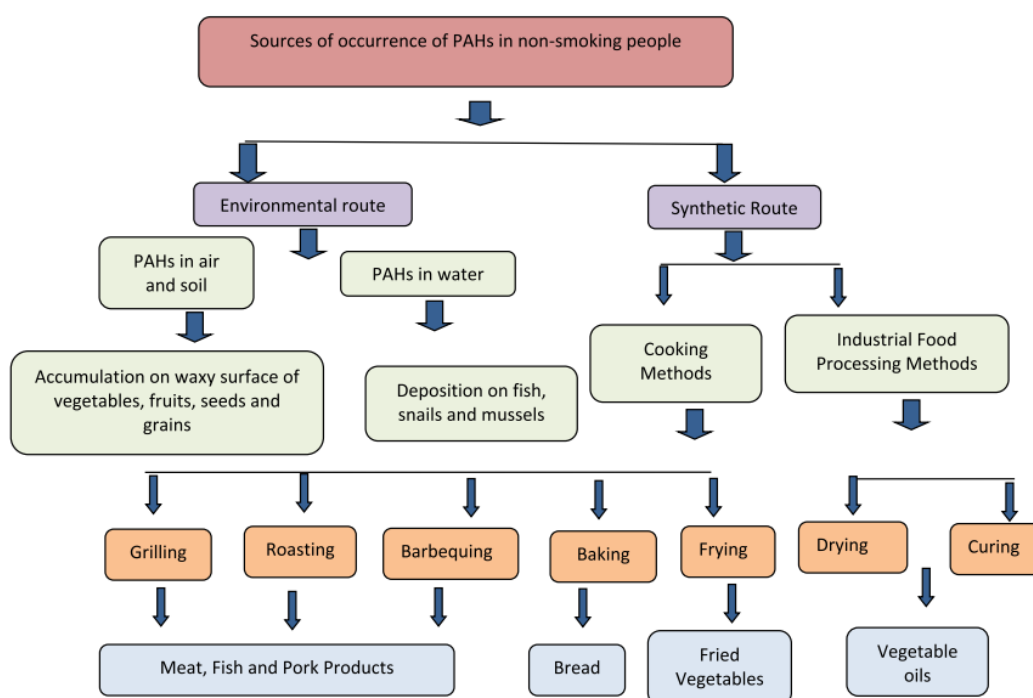 Sources of occurrence of PAHs in non-smoking people
Environmental route
Synthetic Route
PAHs in air
and soil
PAHs in water
Cooking
Methods
Industrial Food
Processing Methods
Accumulation on waxy surface of
vegetables, fruits, seeds and
grains
Deposition on fish,
snails and mussels
Grilling
Roasting
Barbequing
Baking
Frying
Drying
Curing
Meat, Fish and Pork Products
Bread
Fried
Vegetables
Vegetable
oils